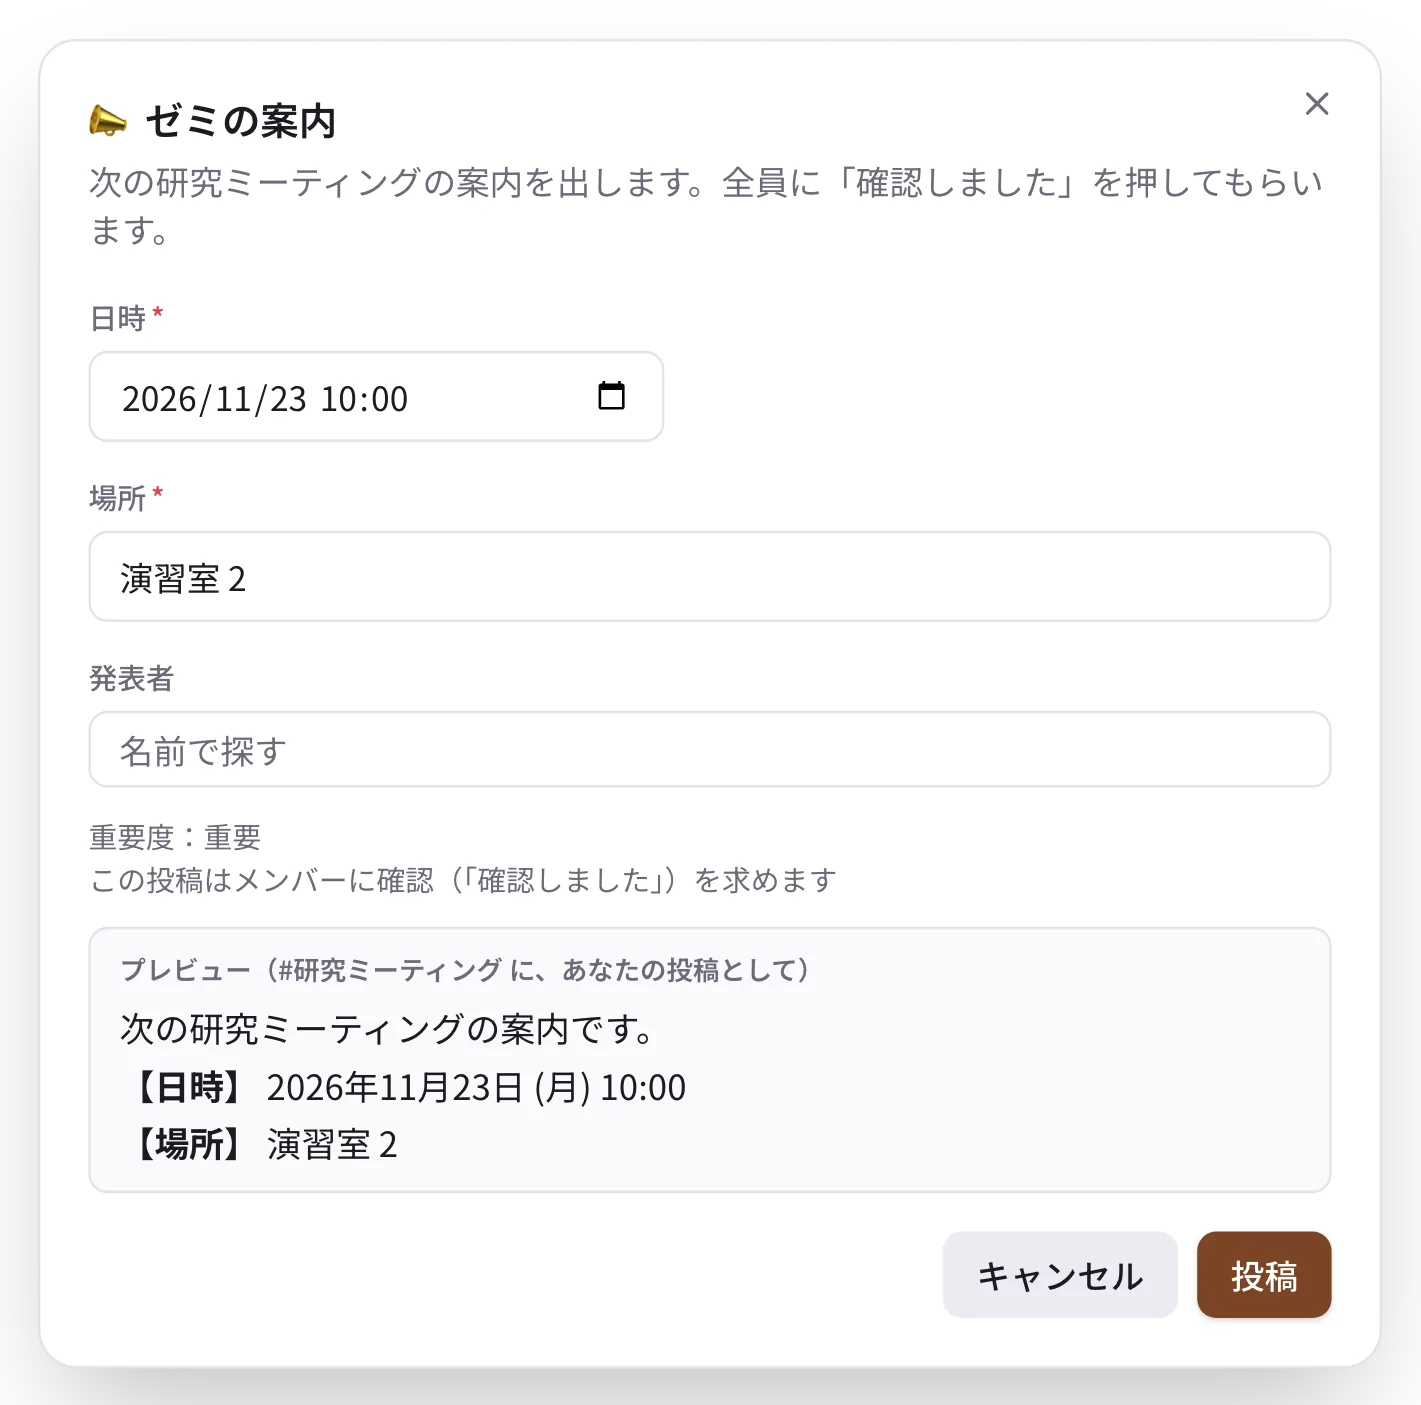 ゼミの案内
次の研究ミーティングの案内を出します。全員に「確認しました」を押してもらい
ます。
日時*
2026/11/23 10:00
場所*
演習室 2
発表者
名前で探す
重要度：重要
この投稿はメンバーに確認（「確認しました」）を求めます
プレビュー（#研究ミーティング に、あなたの投稿として）
次の研究ミーティングの案内です。
【日時】 2026年11月23日 (月) 10:00
【場所】 演習室 2
キャンセル
投稿